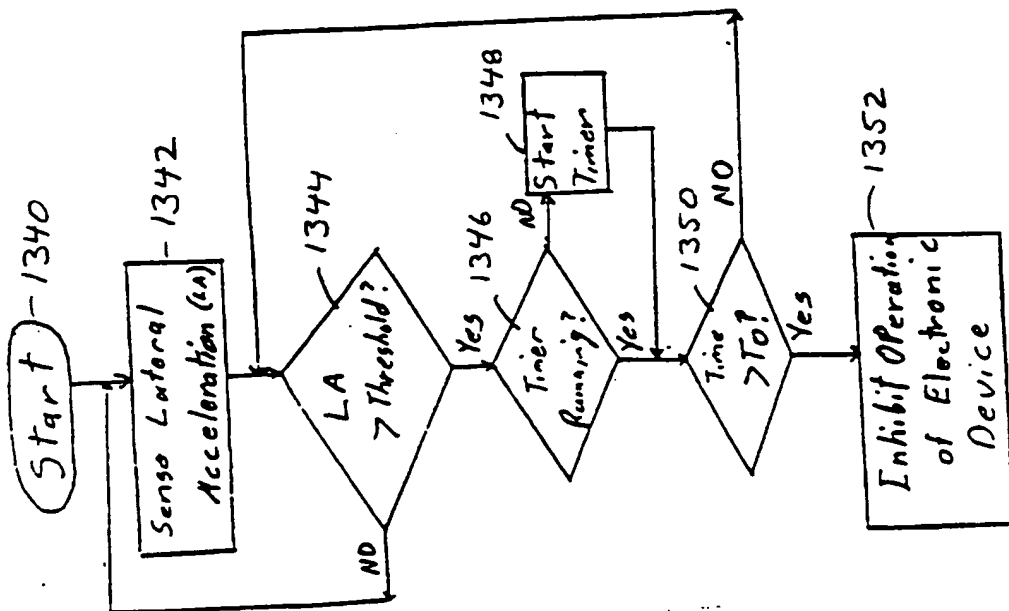 Start
1340
Sense Lateral
Acceleration (LA)
1342
LA
> Threshold?
1344
NO
Yes
Timer
Running?
1346
NO
Start
Timer
1348
Yes
Time
> To?
1350
NO
Yes
Inhibit OPeration
of Electronic
Device
1352